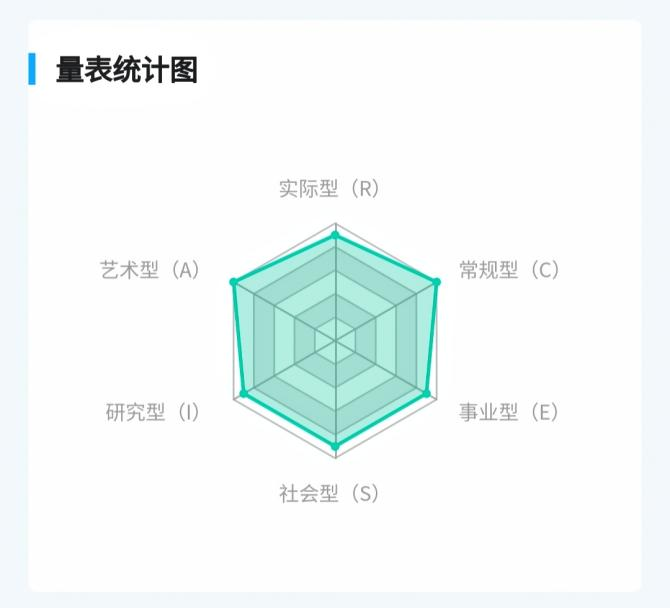 量表统计图
实际型（R）
艺术型（A）
常规型（C）
研究型（I）
事业型（E）
社会型（S）